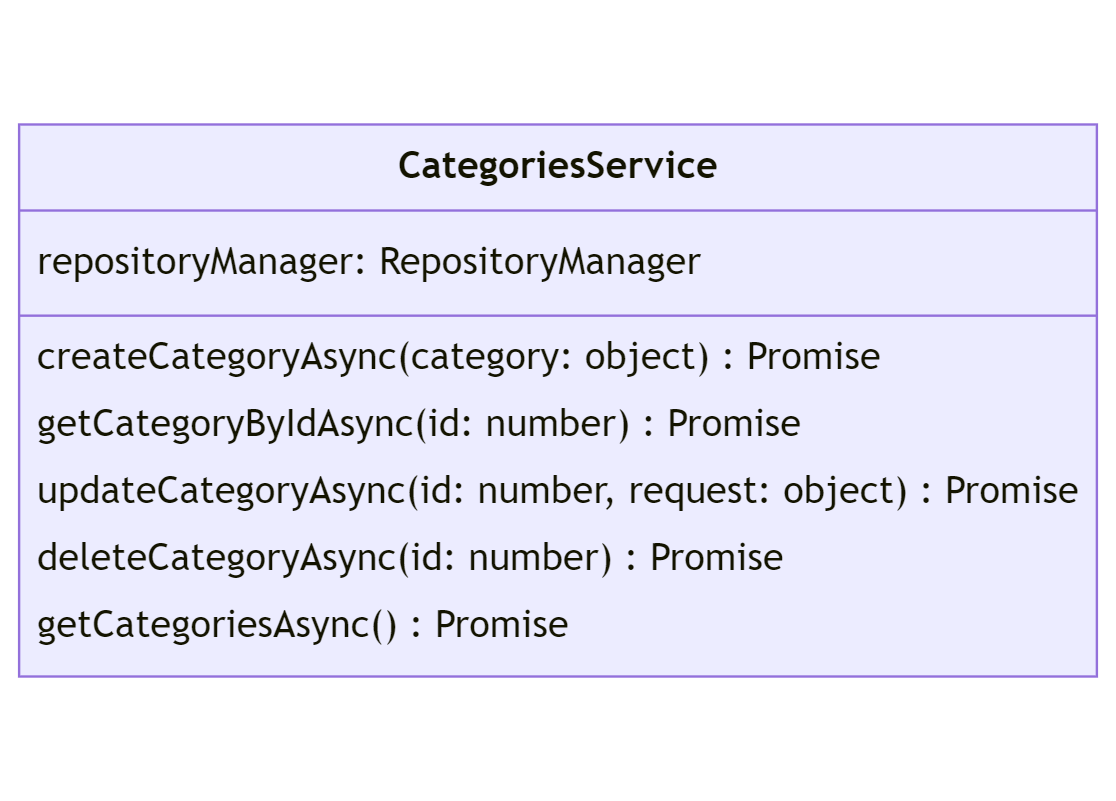 CategoriesService
repositoryManager: RepositoryManager
createCategoryAsync(category: object) : Promise
getCategoryByIdAsync(id: number) : Promise
updateCategoryAsync(id: number, request: object) : Promise
deleteCategoryAsync(id: number) : Promise
getCategoriesAsync() : Promise